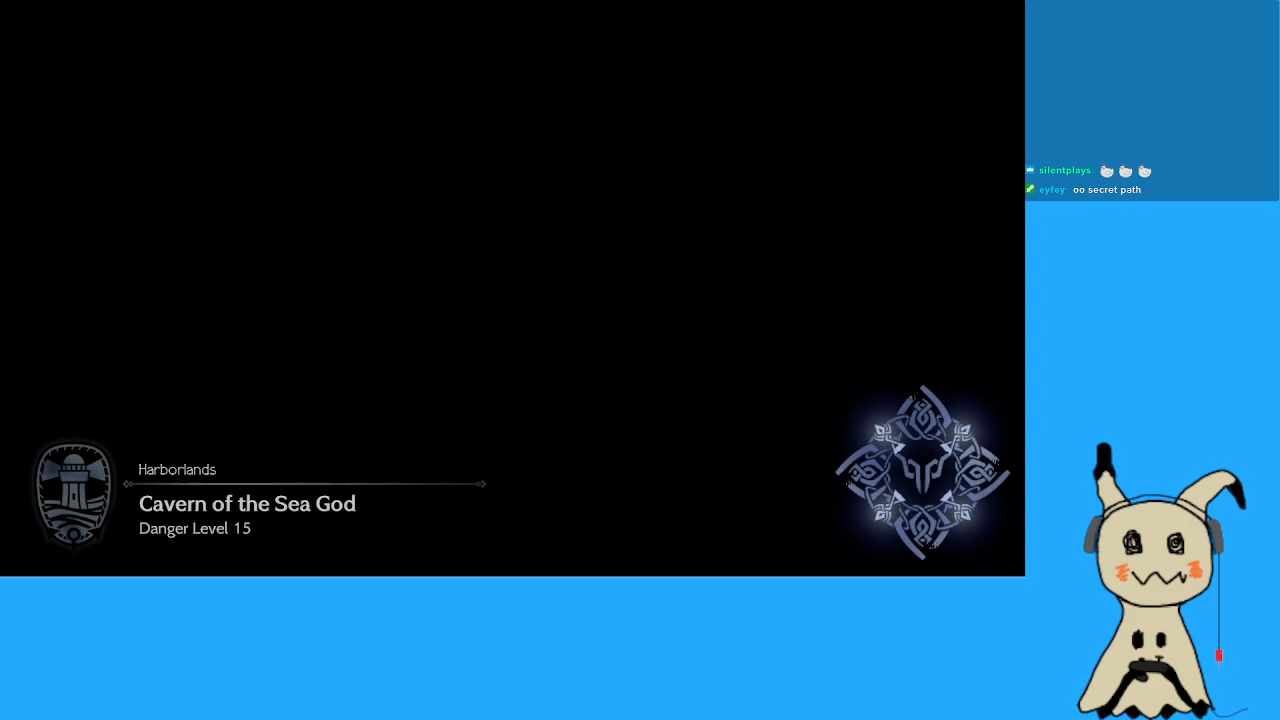 silentplays
eyfey: oo secret path
Harborlands
Cavern of the Sea God
Danger Level 15